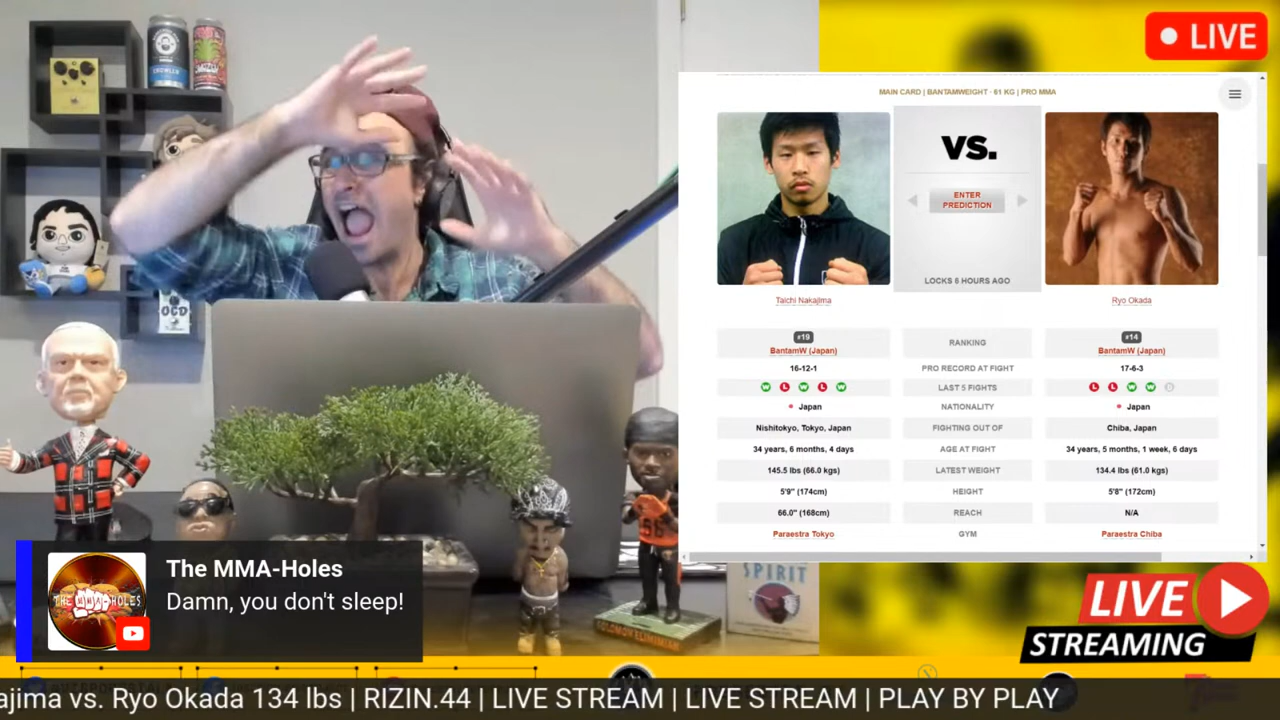 LIVE
MAIN CARD | BANTAMWEIGHT · 61 KG | PRO MMA
VS.
ENTER
PREDICTION
LOCKS 6 HOURS AGO
Taichi Nakajima
Ryo Okada
#19
BantamW (Japan)
RANKING
#14
BantamW (Japan)
16-12-1
PRO RECORD AT FIGHT
17-6-3
W L W L W
LAST 5 FIGHTS
L L W W D
Japan
NATIONALITY
Japan
Nishitokyo, Tokyo, Japan
FIGHTING OUT OF
Chiba, Japan
34 years, 6 months, 4 days
AGE AT FIGHT
34 years, 5 months, 1 week, 6 days
145.5 lbs (66.0 kgs)
LATEST WEIGHT
134.4 lbs (61.0 kgs)
5'9" (174cm)
HEIGHT
5'8" (172cm)
66.0" (168cm)
REACH
N/A
Paraestra Tokyo
GYM
Paraestra Chiba
OCD
SPIRIT
SOLOMON ELIMIMIAN
THE MMA-HOLES
The MMA-Holes
Damn, you don't sleep!
LIVE
STREAMING
ajima vs. Ryo Okada 134 lbs | RIZIN.44 | LIVE STREAM | LIVE STREAM | PLAY BY PLAY